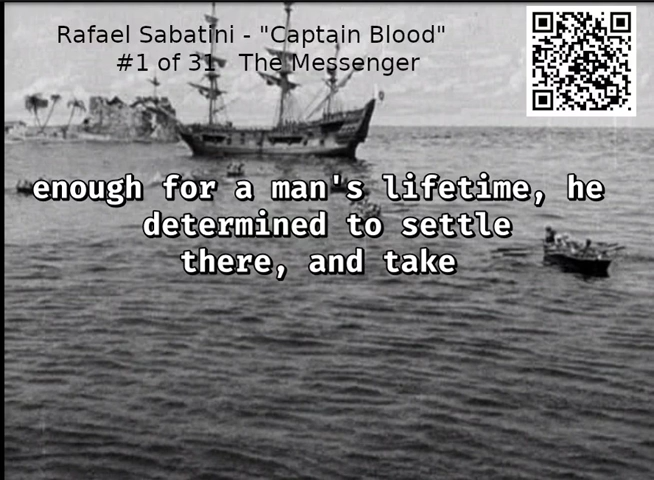 Rafael Sabatini - "Captain Blood"
#1 of 31 The Messenger
enough for a man's lifetime, he
determined to settle
there, and take